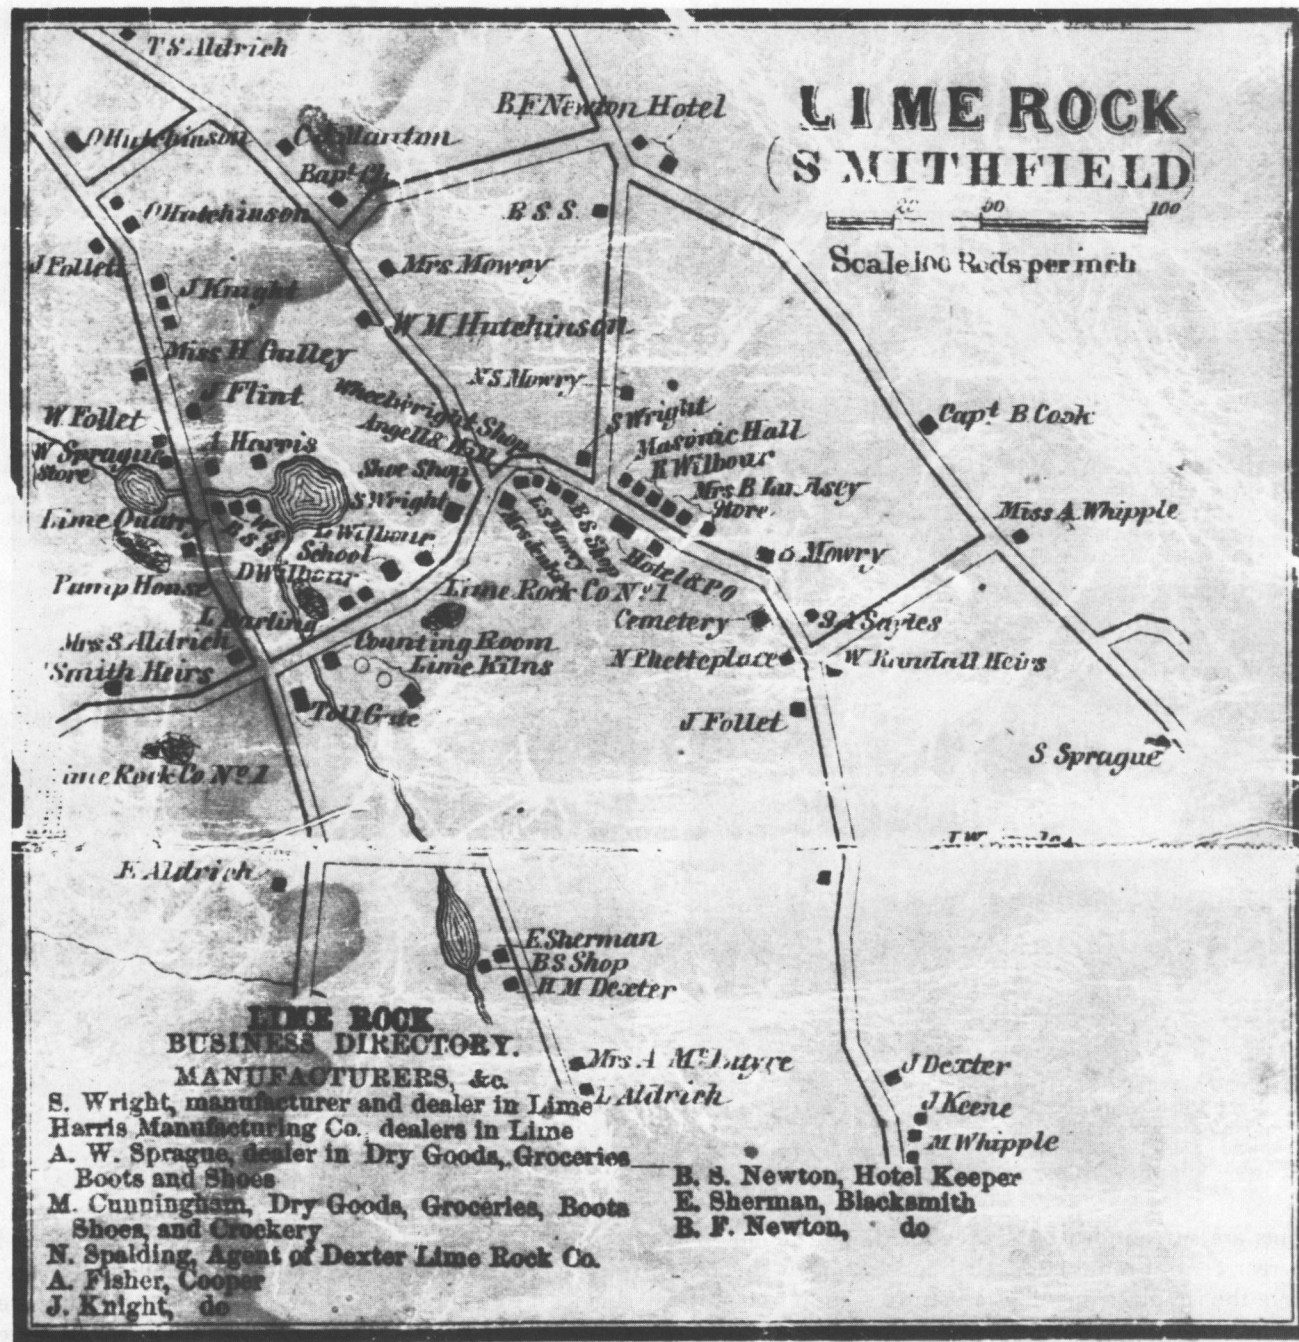 LIME ROCK
(SMITHFIELD)
100
Scale 100 Rods per inch
T S. Aldrich
B.F. Newton Hotel
O Hutchinson
Bapt. Ch.
O Hutchinson
B. S. S.
J Follett
Mrs Mowry
J Knight
W. M. Hutchinson
Miss H.
N S. Mowry
J Flint
Wheelwright Shop
S Wright
Capt. B Cook
W. Follet
Angell &
Masonic Hall
A Harris
R Wilbour
W Sprague
Store
Shoe Shop
Mrs B
Store
S Wright
Miss A. Whipple
Lime Quarry
W S
B S S
L Wilbour
L S Mowry
B S Shop
School
Mowry
Pump House
D Wilbour
Hotel & P O
Lime Rock Co No. 1
L Darling
Cemetery
S A Sayles
Mrs S. Aldrich
Counting Room
Smith Heirs
Lime Kilns
N Phetteplace
W Randall Heirs
Toll Gate
J Follet
S Sprague
ime Rock Co No. 1
Aldrich
E Sherman
B S Shop
H. M Dexter
LIME ROCK
BUSINESS DIRECTORY.
MANUFACTURERS, &c.
S. Wright, manufacturer and dealer in Lime
Harris Manufacturing Co. dealers in Lime
A. W. Sprague, dealer in Dry Goods, Groceries
Boots and Shoes
M. Cunningham, Dry Goods, Groceries, Boots
Shoes, and Crockery
N. Spalding, Agent of Dexter Lime Rock Co.
A. Fisher, Cooper
J. Knight, do
Mrs A McIntyre
L Aldrich
J Dexter
J Keene
M Whipple
B. S. Newton, Hotel Keeper
E. Sherman, Blacksmith
B. F. Newton, do